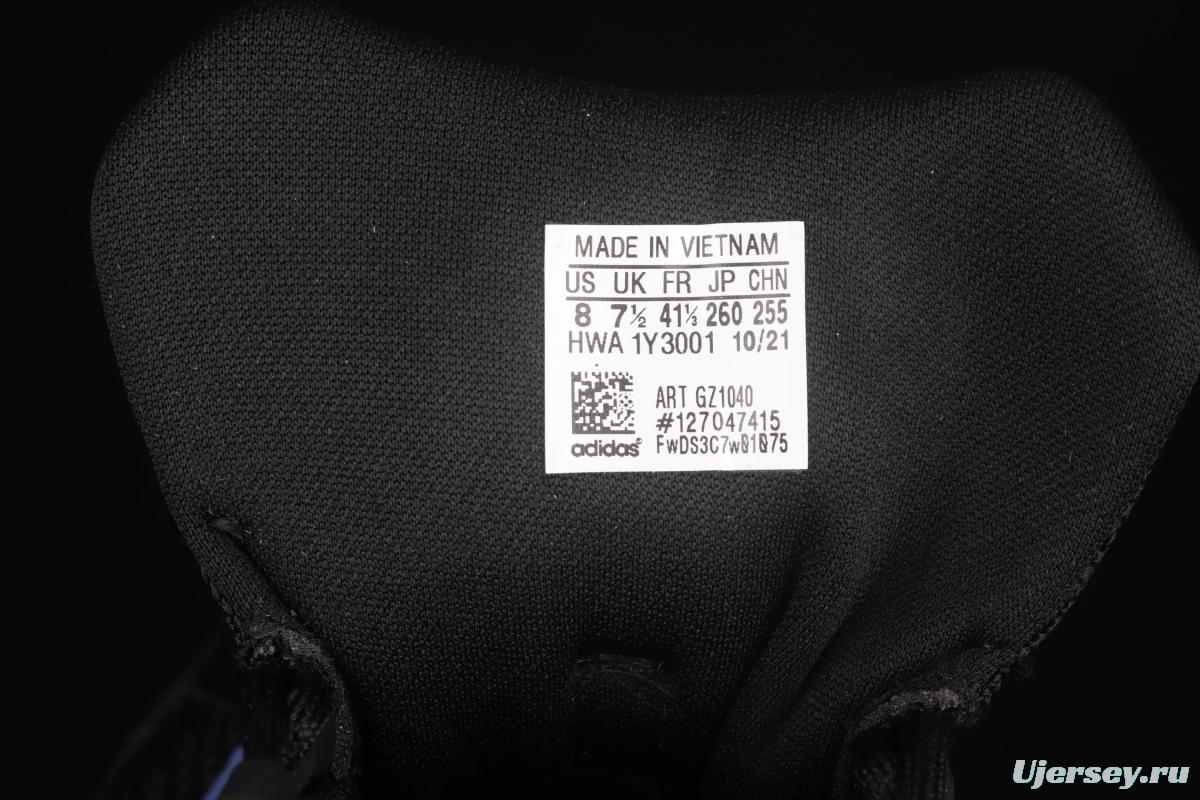 MADE IN VIETNAM
US UK FR JP CHN
8 7½ 41⅓ 260 255
HWA 1Y3001 10/21
ART GZ1040
#127047415
adidas® FwDS3C7w01075
Ujersey.ru